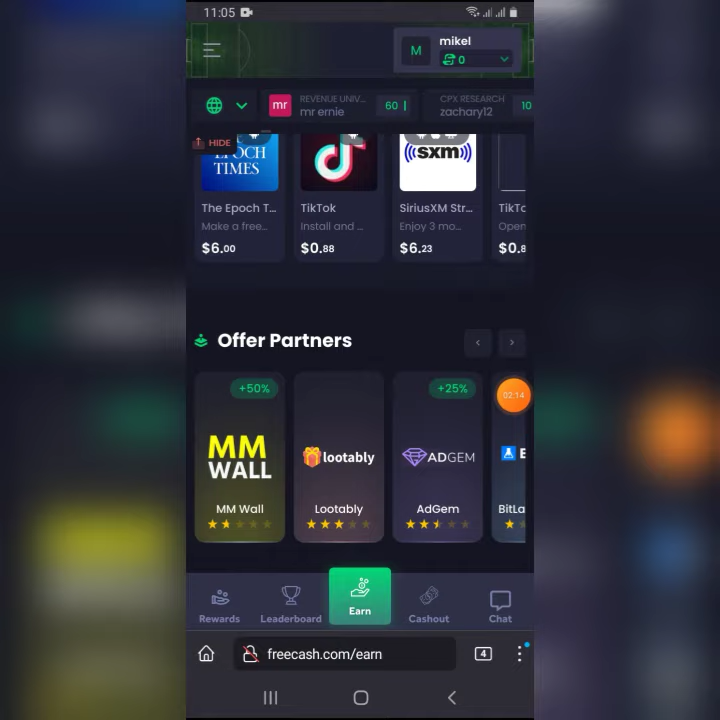 11:05
M
mikel
0
mr
REVENUE UNIV...
mr ernie
60
CPX RESEARCH
zachary12
10
HIDE
EPOCH
TIMES
((sxm))
The Epoch T...
TikTok
SiriusXM Str...
TikTo
Make a free...
Install and ...
Enjoy 3 mo...
Open
$6.00
$0.88
$6.23
$0.8
Offer Partners
+50%
+25%
02:14
MM
WALL
lootably
ADGEM
B
MM Wall
Lootably
AdGem
BitLa
Rewards
Leaderboard
Earn
Cashout
Chat
freecash.com/earn
4